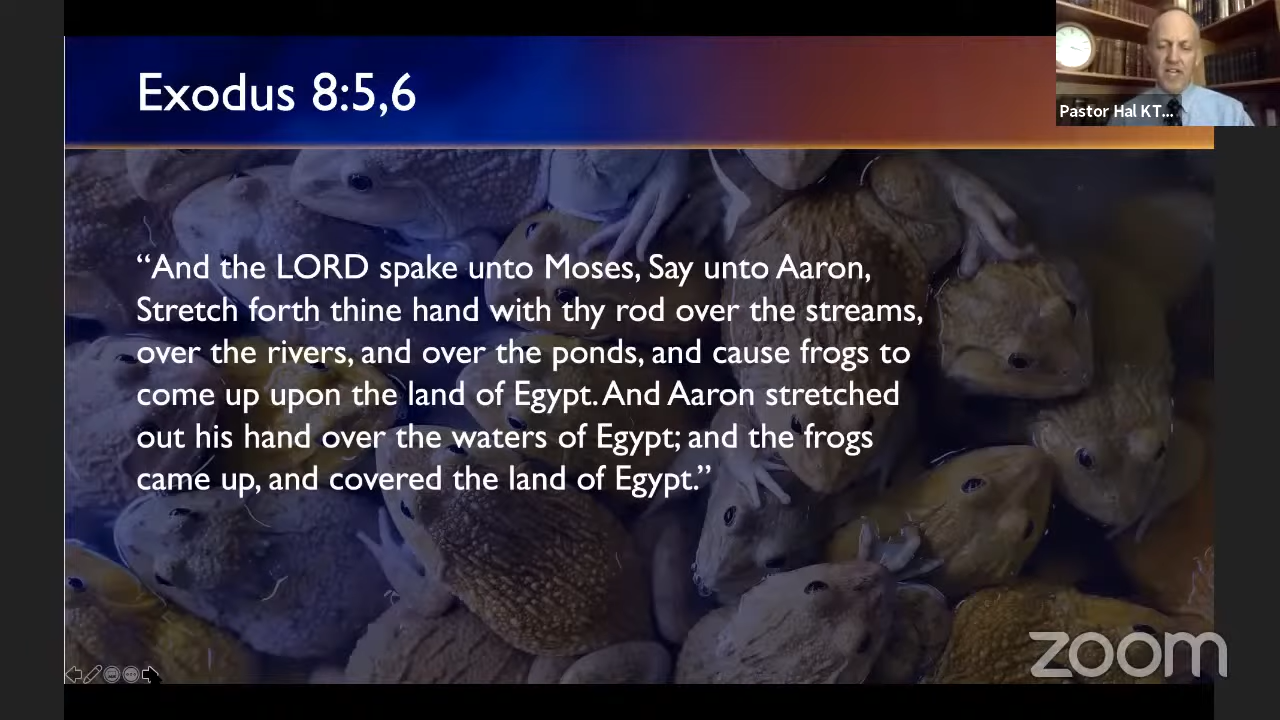 Exodus 8:5,6
Pastor Hal KT...
“And the LORD spake unto Moses, Say unto Aaron,
Stretch forth thine hand with thy rod over the streams,
over the rivers, and over the ponds, and cause frogs to
come up upon the land of Egypt. And Aaron stretched
out his hand over the waters of Egypt; and the frogs
came up, and covered the land of Egypt.”
zoom